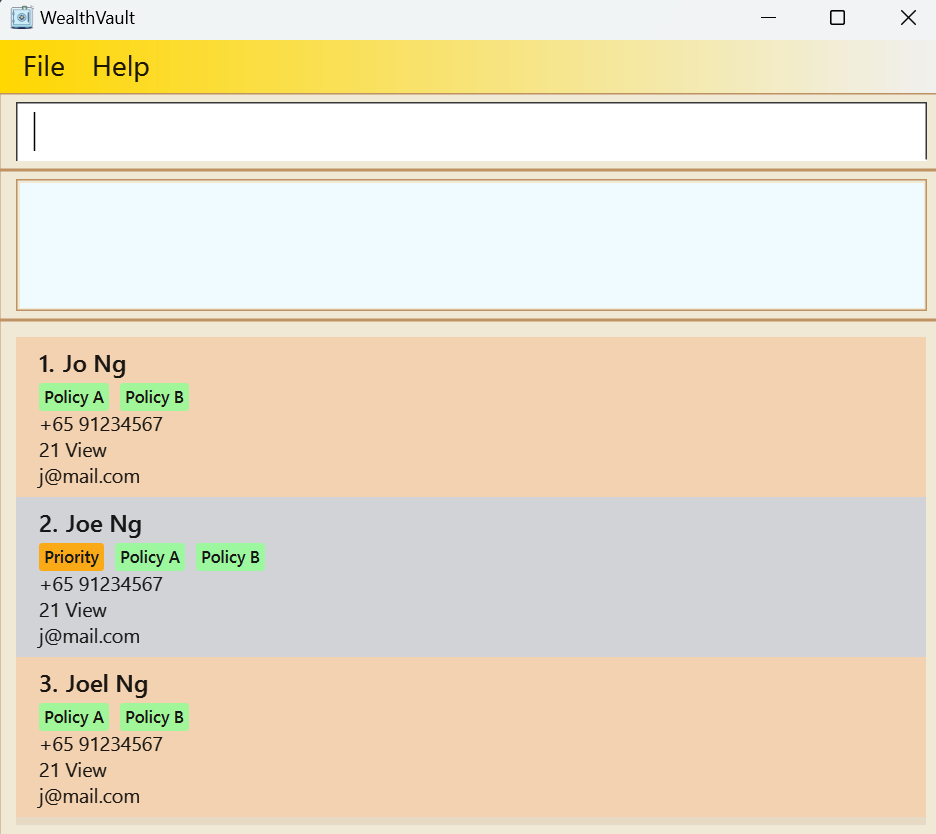 WealthVault
File Help
1. Jo Ng
Policy A Policy B
+65 91234567
21 View
j@mail.com
2. Joe Ng
Priority Policy A Policy B
+65 91234567
21 View
j@mail.com
3. Joel Ng
Policy A Policy B
+65 91234567
21 View
j@mail.com